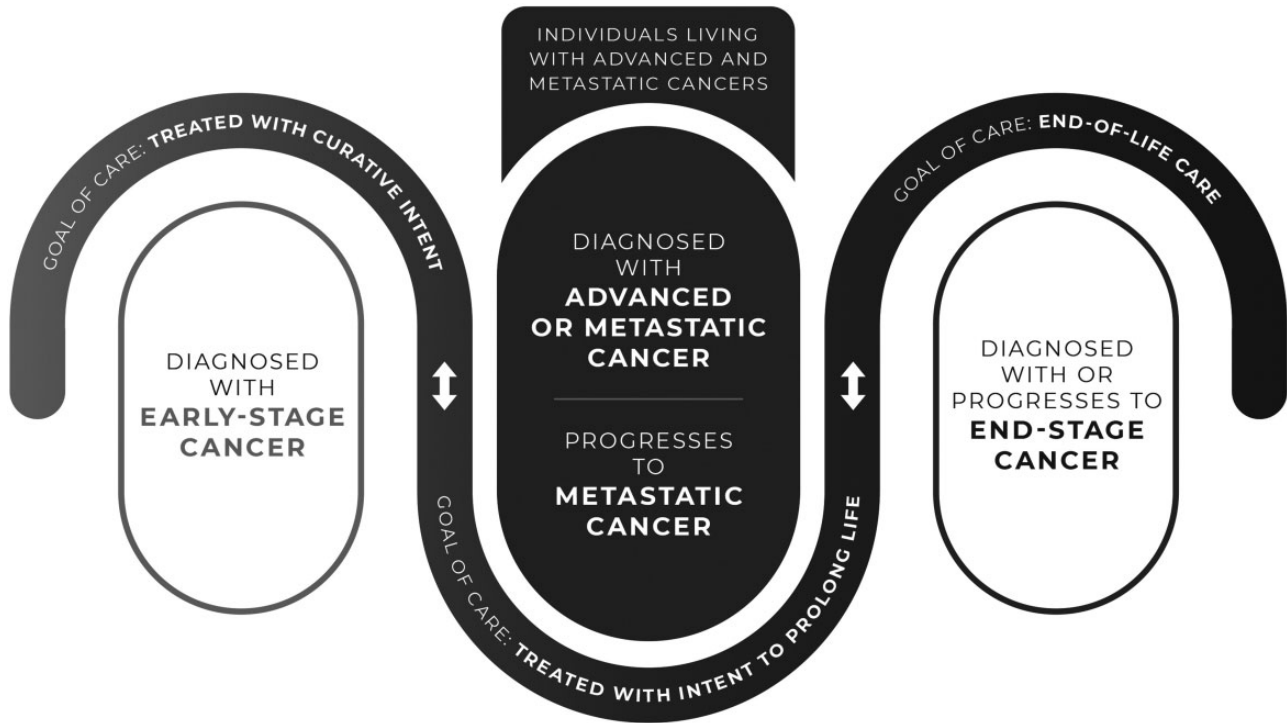 INDIVIDUALS LIVING
WITH ADVANCED AND
METASTATIC CANCERS
GOAL OF CARE: TREATED WITH CURATIVE INTENT
DIAGNOSED
WITH
EARLY-STAGE
CANCER
DIAGNOSED
WITH
ADVANCED
OR METASTATIC
CANCER
PROGRESSES
TO
METASTATIC
CANCER
GOAL OF CARE: TREATED WITH INTENT TO PROLONG LIFE
GOAL OF CARE: END-OF-LIFE CARE
DIAGNOSED
WITH OR
PROGRESSES TO
END-STAGE
CANCER